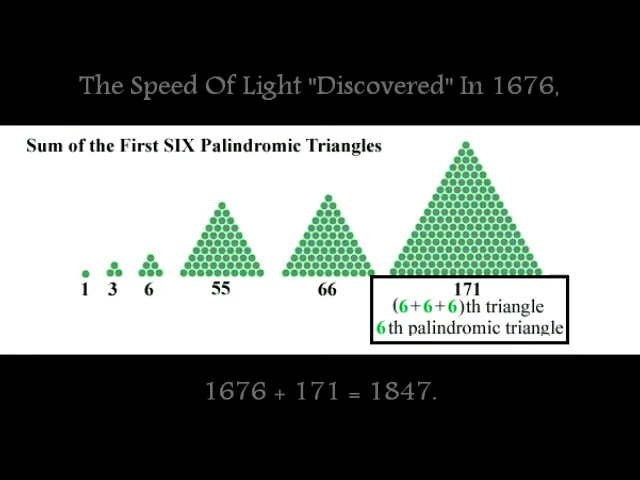 The Speed Of Light "Discovered" In 1676,
Sum of the First SIX Palindromic Triangles
1 3 6 55 66 171
(6+6+6)th triangle
6th palindromic triangle
1676 + 171 = 1847.